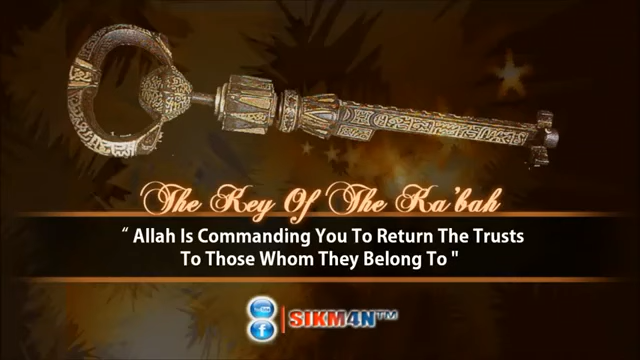 The Key Of The Ka'bah
“ Allah Is Commanding You To Return The Trusts
To Those Whom They Belong To "
SIKM4N™